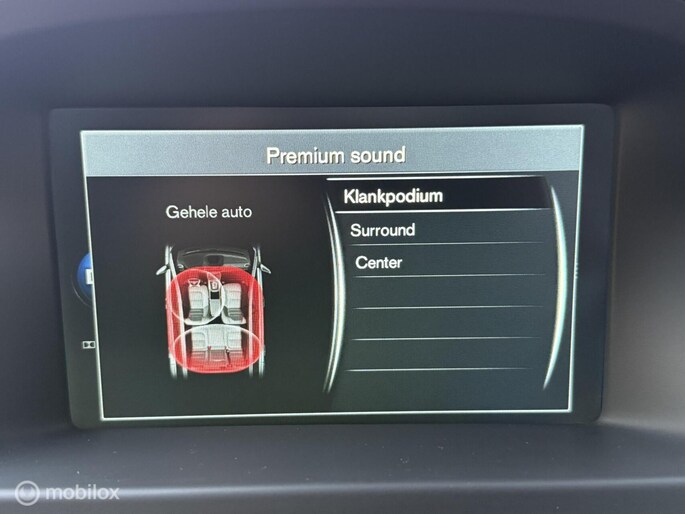 Premium sound
Gehele auto
Klankpodium
Surround
Center
mobilox